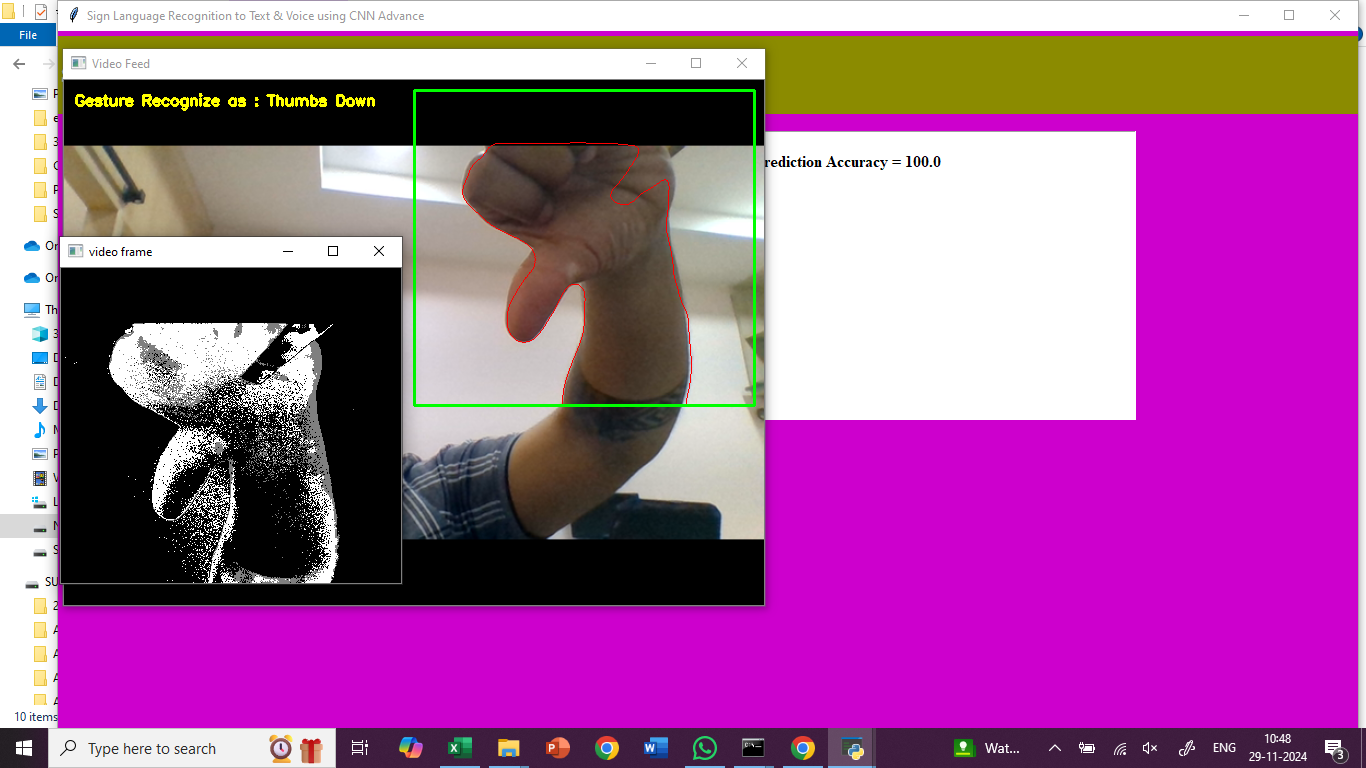 Sign Language Recognition to Text & Voice using CNN Advance
File
Video Feed
Gesture Recognize as : Thumbs Down
rediction Accuracy = 100.0
video frame
10 items
Type here to search
Wat...
ENG
10:48
29-11-2024
3